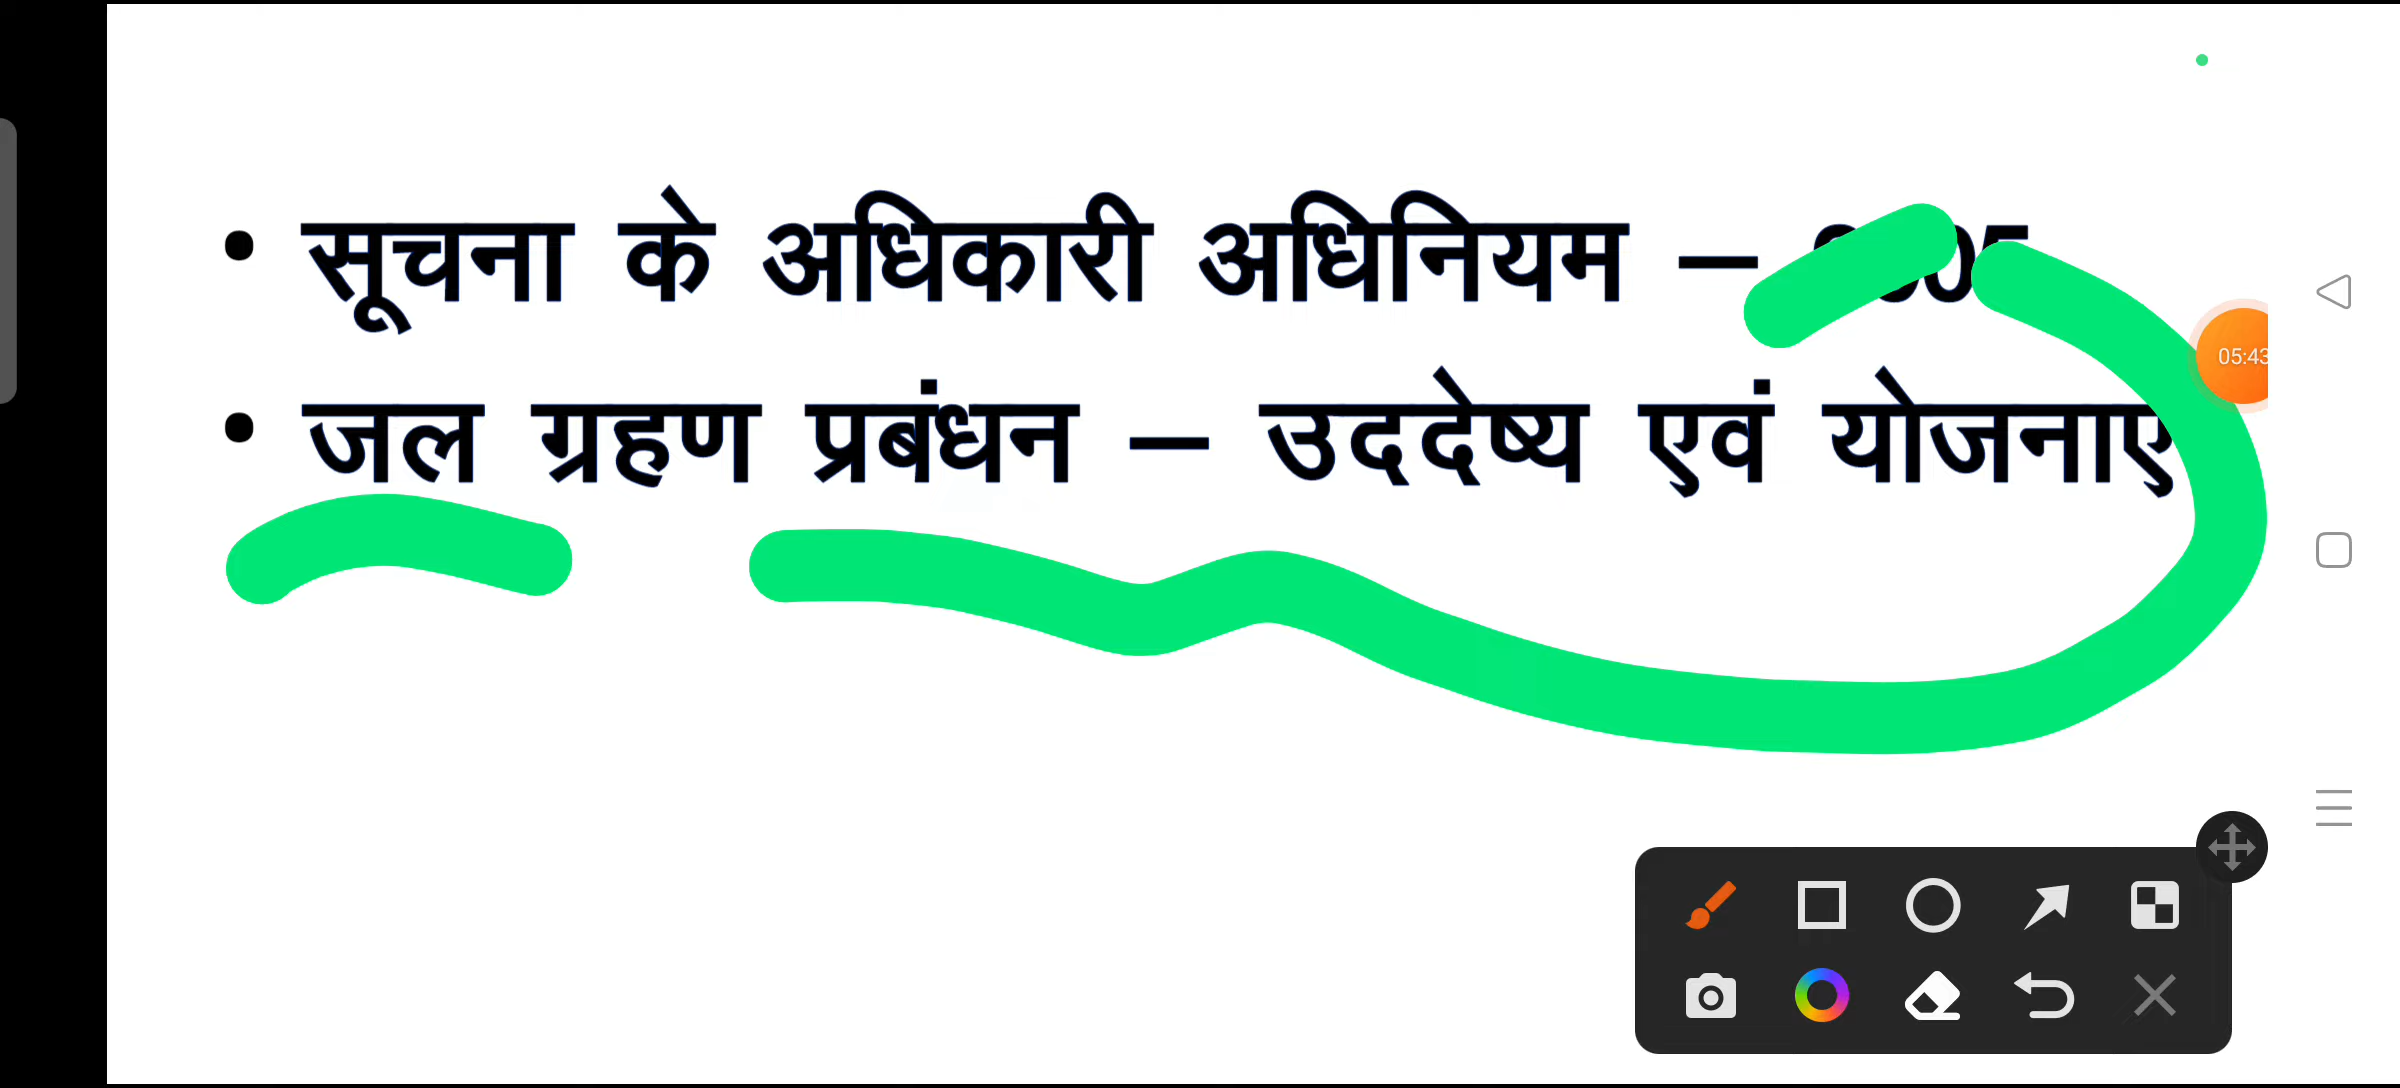 • सूचना के अधिकारी अधिनियम –
• जल ग्रहण प्रबंधन – उददेष्य एवं योजनाए
05:43